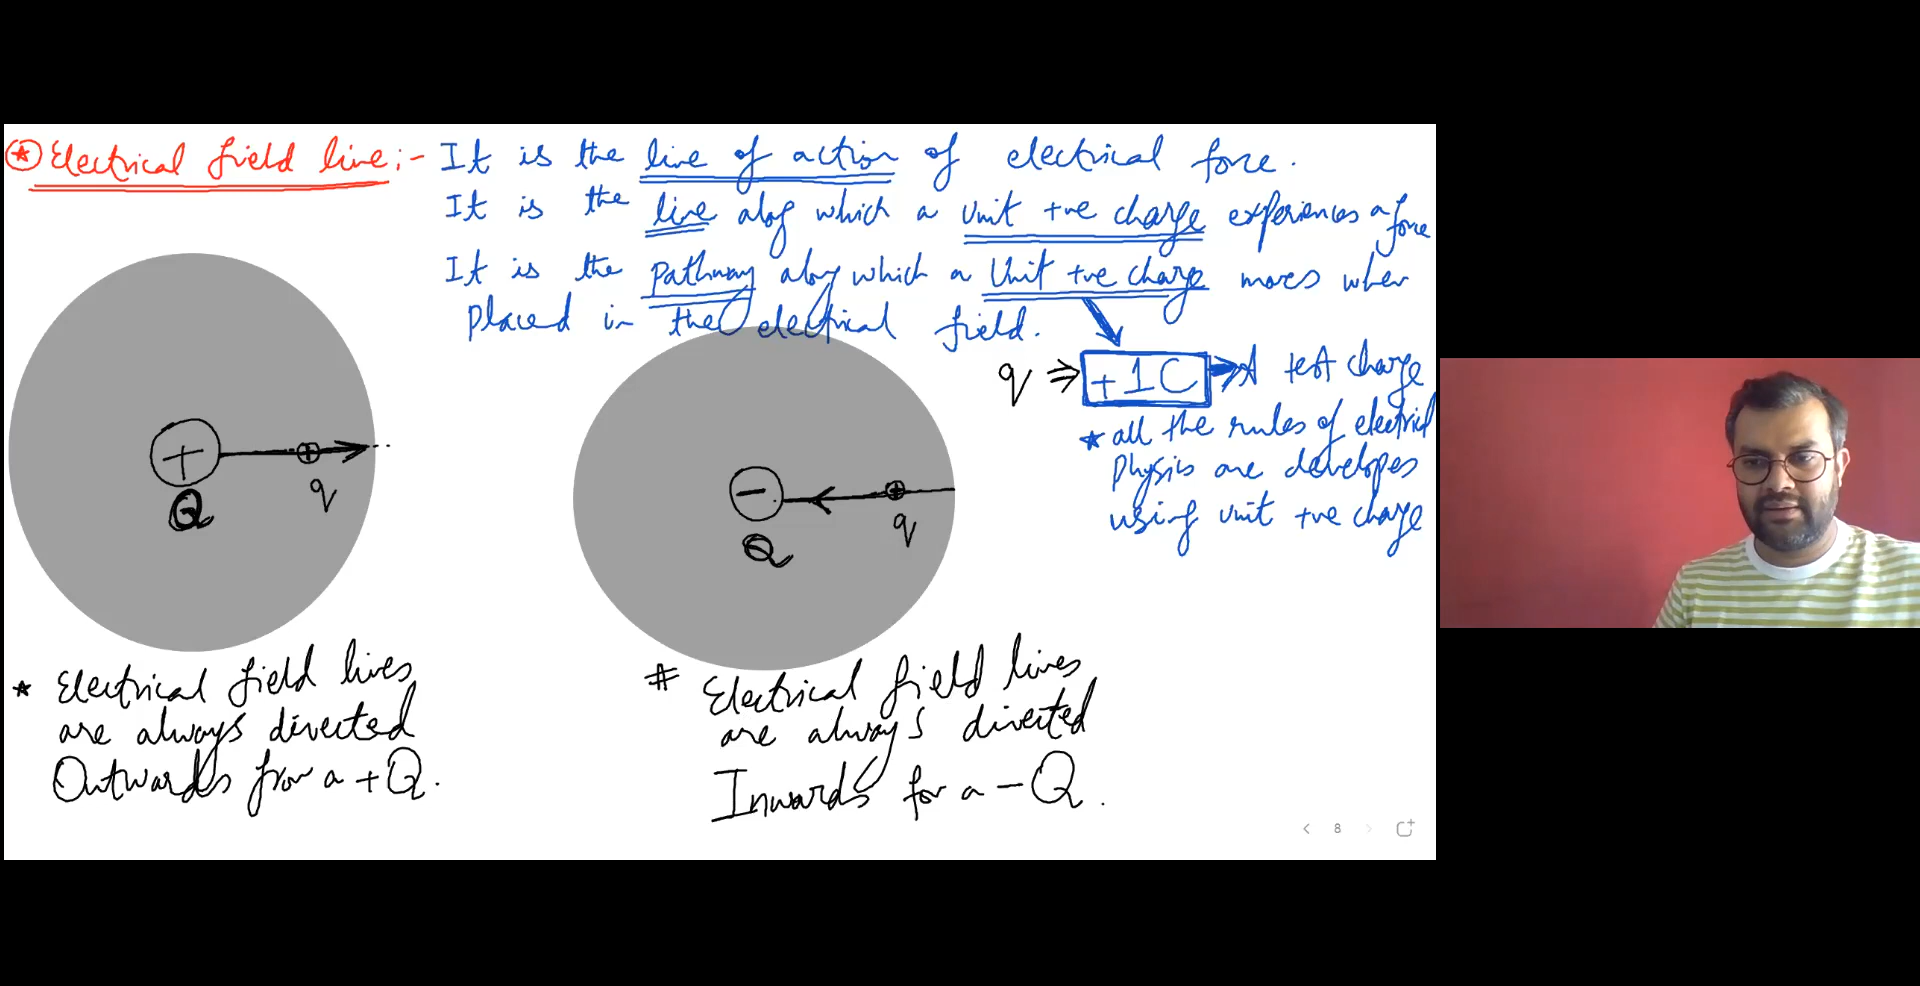 ★ Electrical field line :- It is the line of action of electrical force.
It is the line along which a unit +ve charge experiences a force
It is the pathway along which a Unit +ve charge moves when
placed in the electrical field.
q ⇒ +1C → A test charge
★ all the rules of electrical
Physics are developes
using unit +ve charge
+
Q
q
−
Q
q
★ Electrical field lines
are always directed
Outwards from a +Q.
# Electrical field lines
are always directed
Inwards for a −Q.
< 8 >